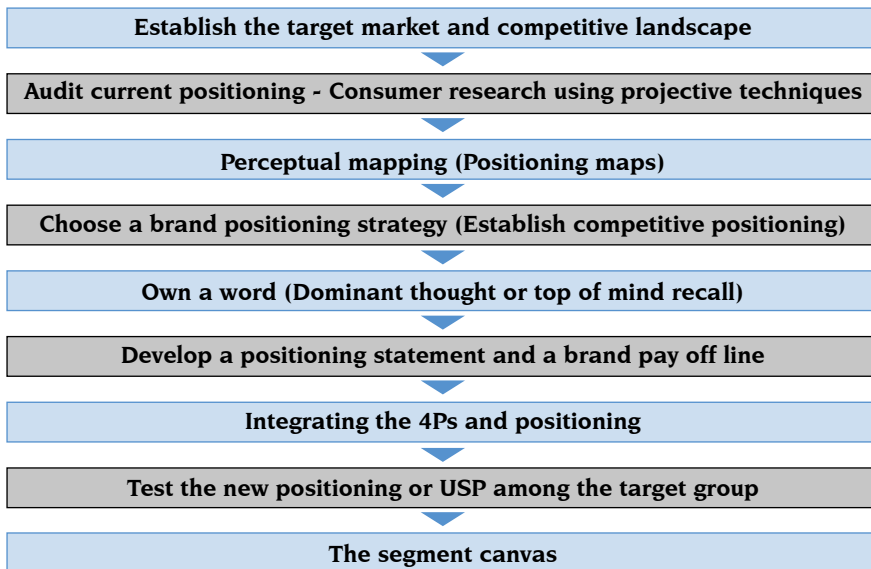 Establish the target market and competitive landscape
Audit current positioning - Consumer research using projective techniques
Perceptual mapping (Positioning maps)
Choose a brand positioning strategy (Establish competitive positioning)
Own a word (Dominant thought or top of mind recall)
Develop a positioning statement and a brand pay off line
Integrating the 4Ps and positioning
Test the new positioning or USP among the target group
The segment canvas